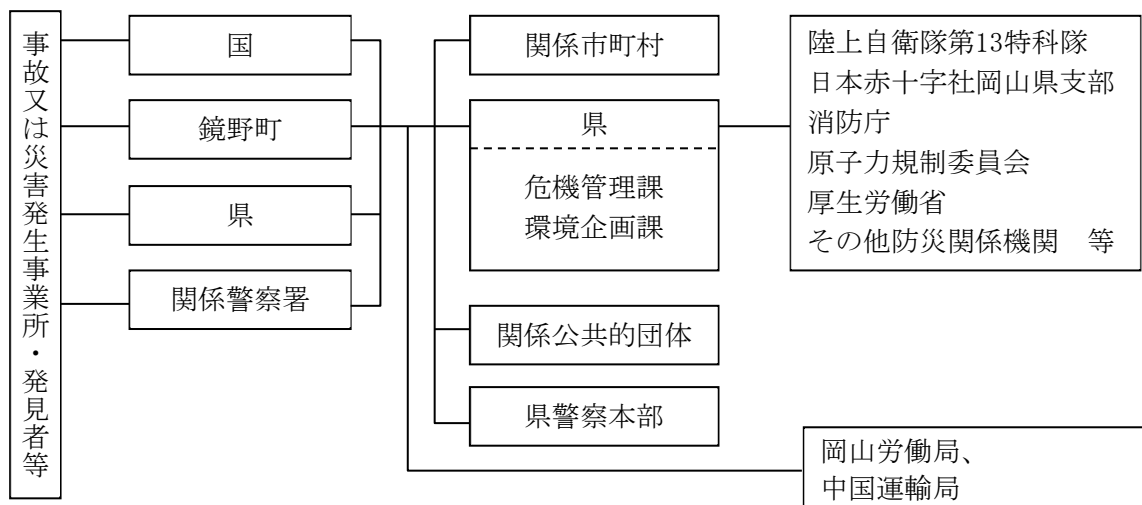 事故又は災害発生事業所・発見者等
国
鏡野町
県
関係警察署
関係市町村
県
危機管理課
環境企画課
関係公共的団体
県警察本部
陸上自衛隊第13特科隊
日本赤十字社岡山県支部
消防庁
原子力規制委員会
厚生労働省
その他防災関係機関　等
岡山労働局、
中国運輸局